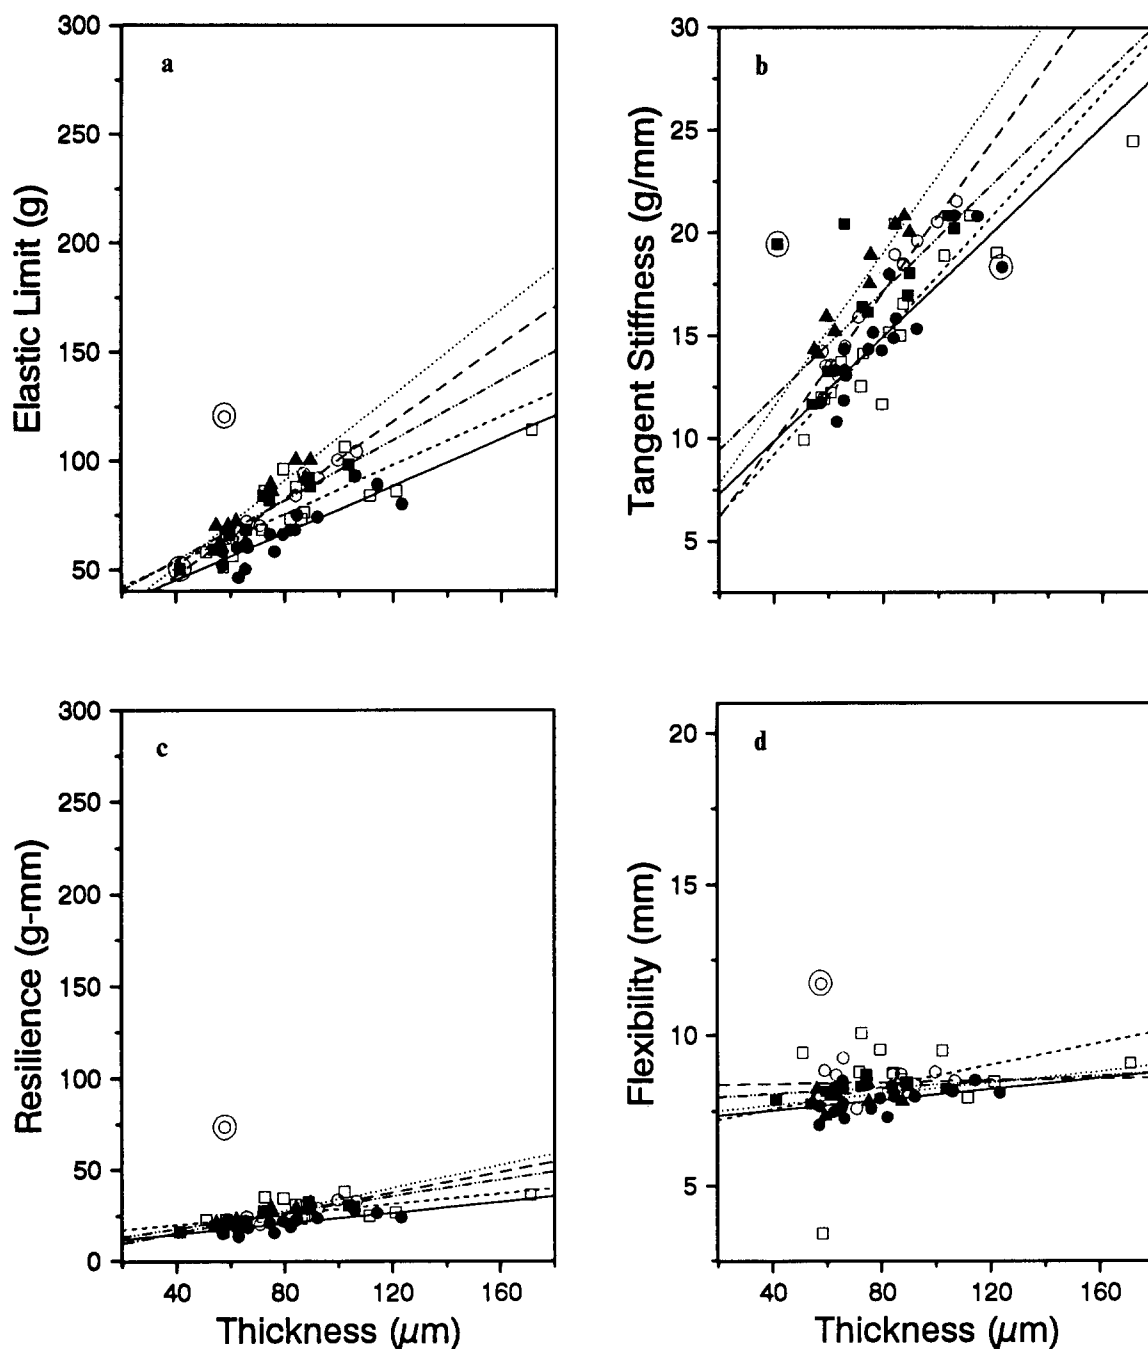 300
250
200
150
100
50
Elastic Limit (g)
a
30
25
20
15
10
5
Tangent Stiffness (g/mm)
b
300
250
200
150
100
50
0
Resilience (g-mm)
c
40 80 120 160
Thickness (μm)
20
15
10
5
Flexibility (mm)
d
40 80 120 160
Thickness (μm)